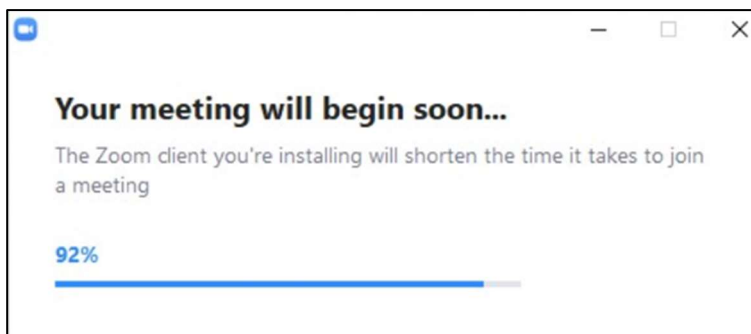 Your meeting will begin soon...
The Zoom client you're installing will shorten the time it takes to join
a meeting
92%